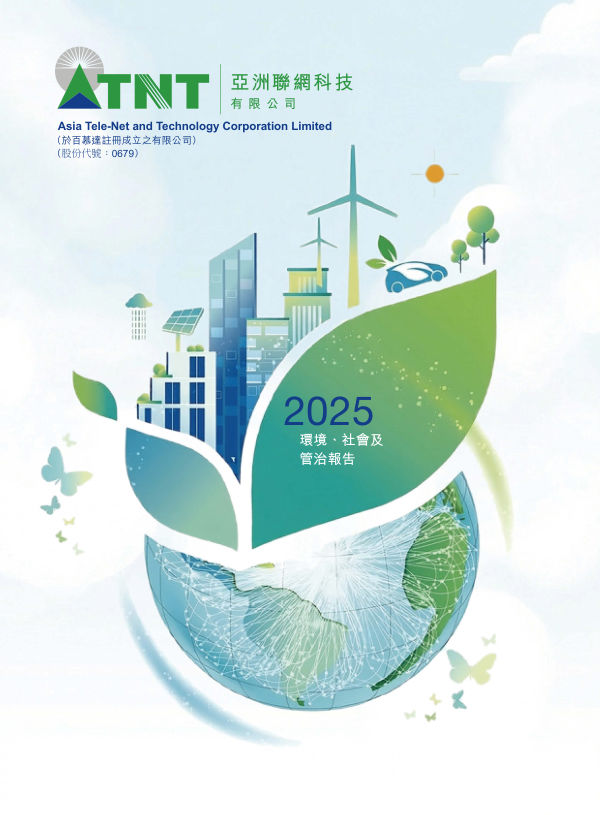 ATNT
亞洲聯網科技
有限公司
Asia Tele-Net and Technology Corporation Limited
(於百慕達註冊成立之有限公司)
(股份代號：0679)
2025
環境、社會及
管治報告